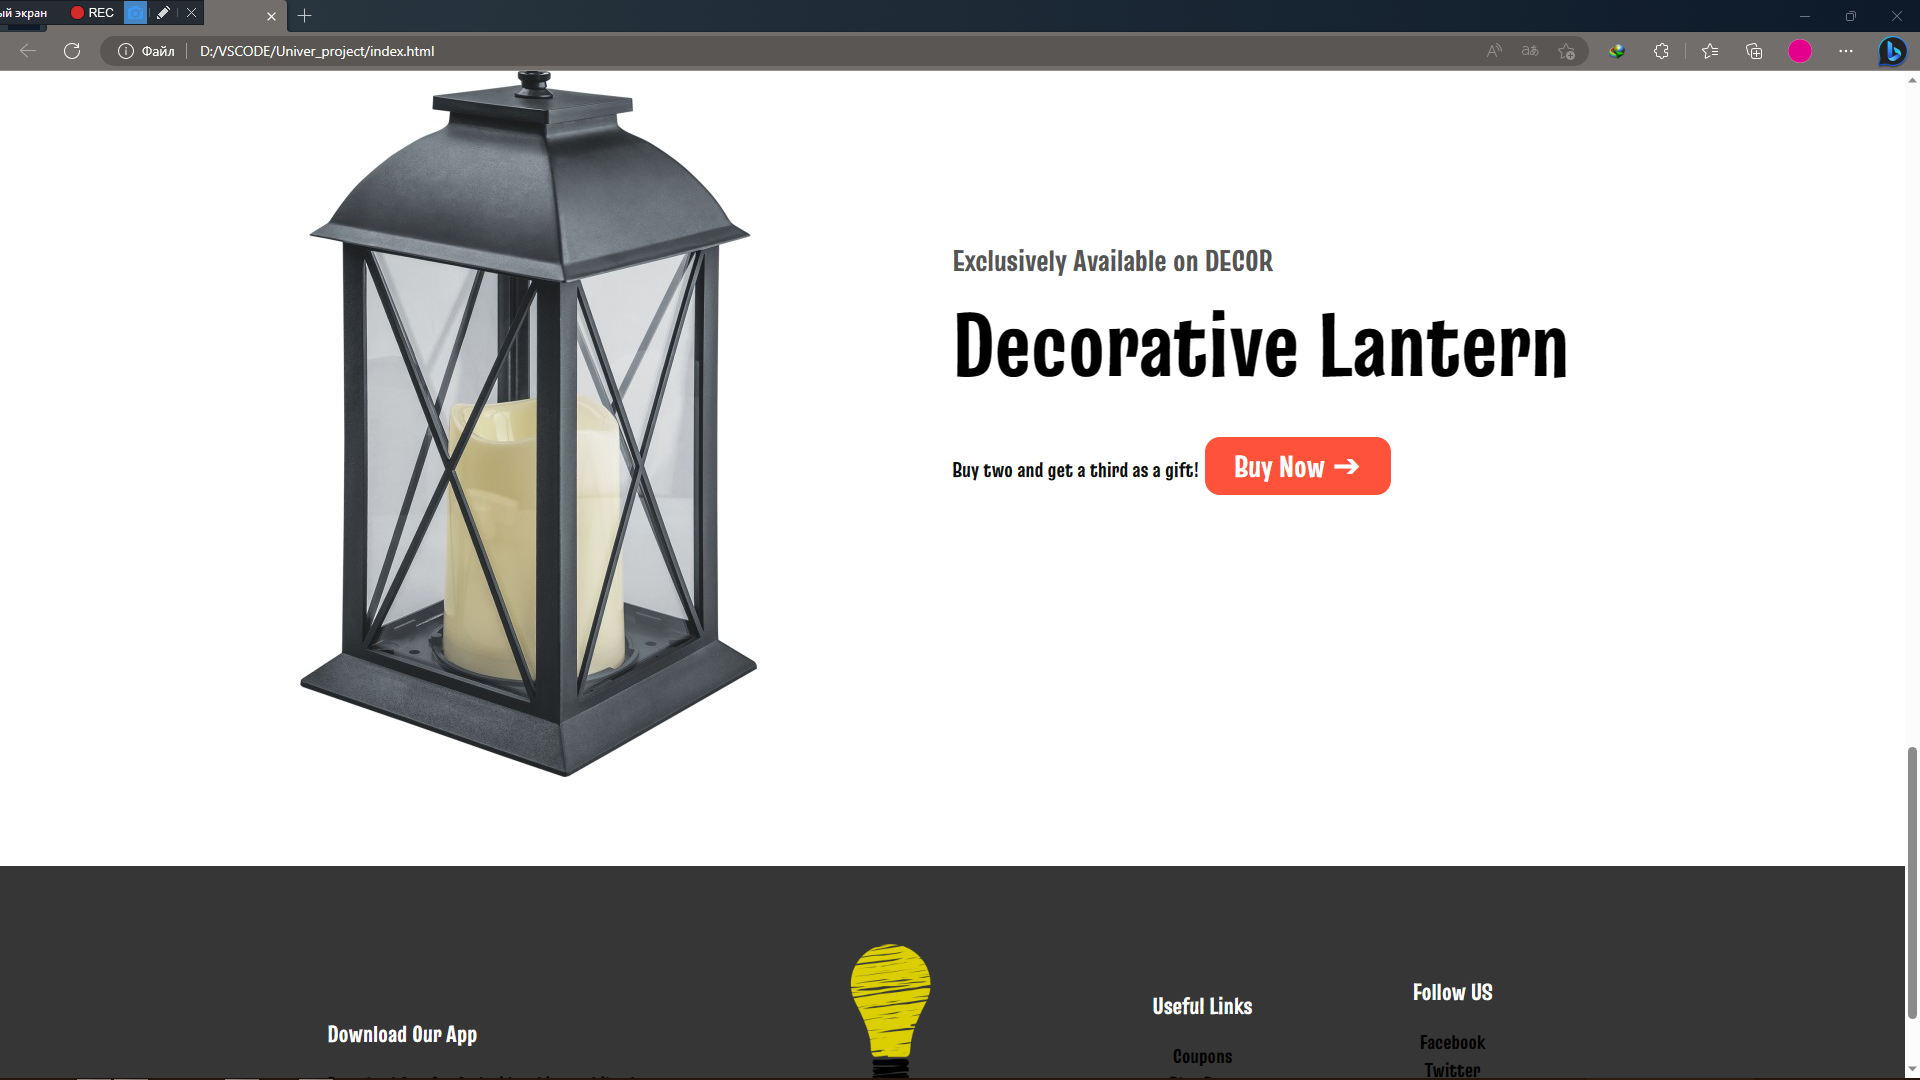 ый экран REC
Файл D:/VSCODE/Univer_project/index.html
Exclusively Available on DECOR
Decorative Lantern
Buy two and get a third as a gift! Buy Now ➔
Follow US
Useful Links
Download Our App
Facebook
Coupons
Twitter